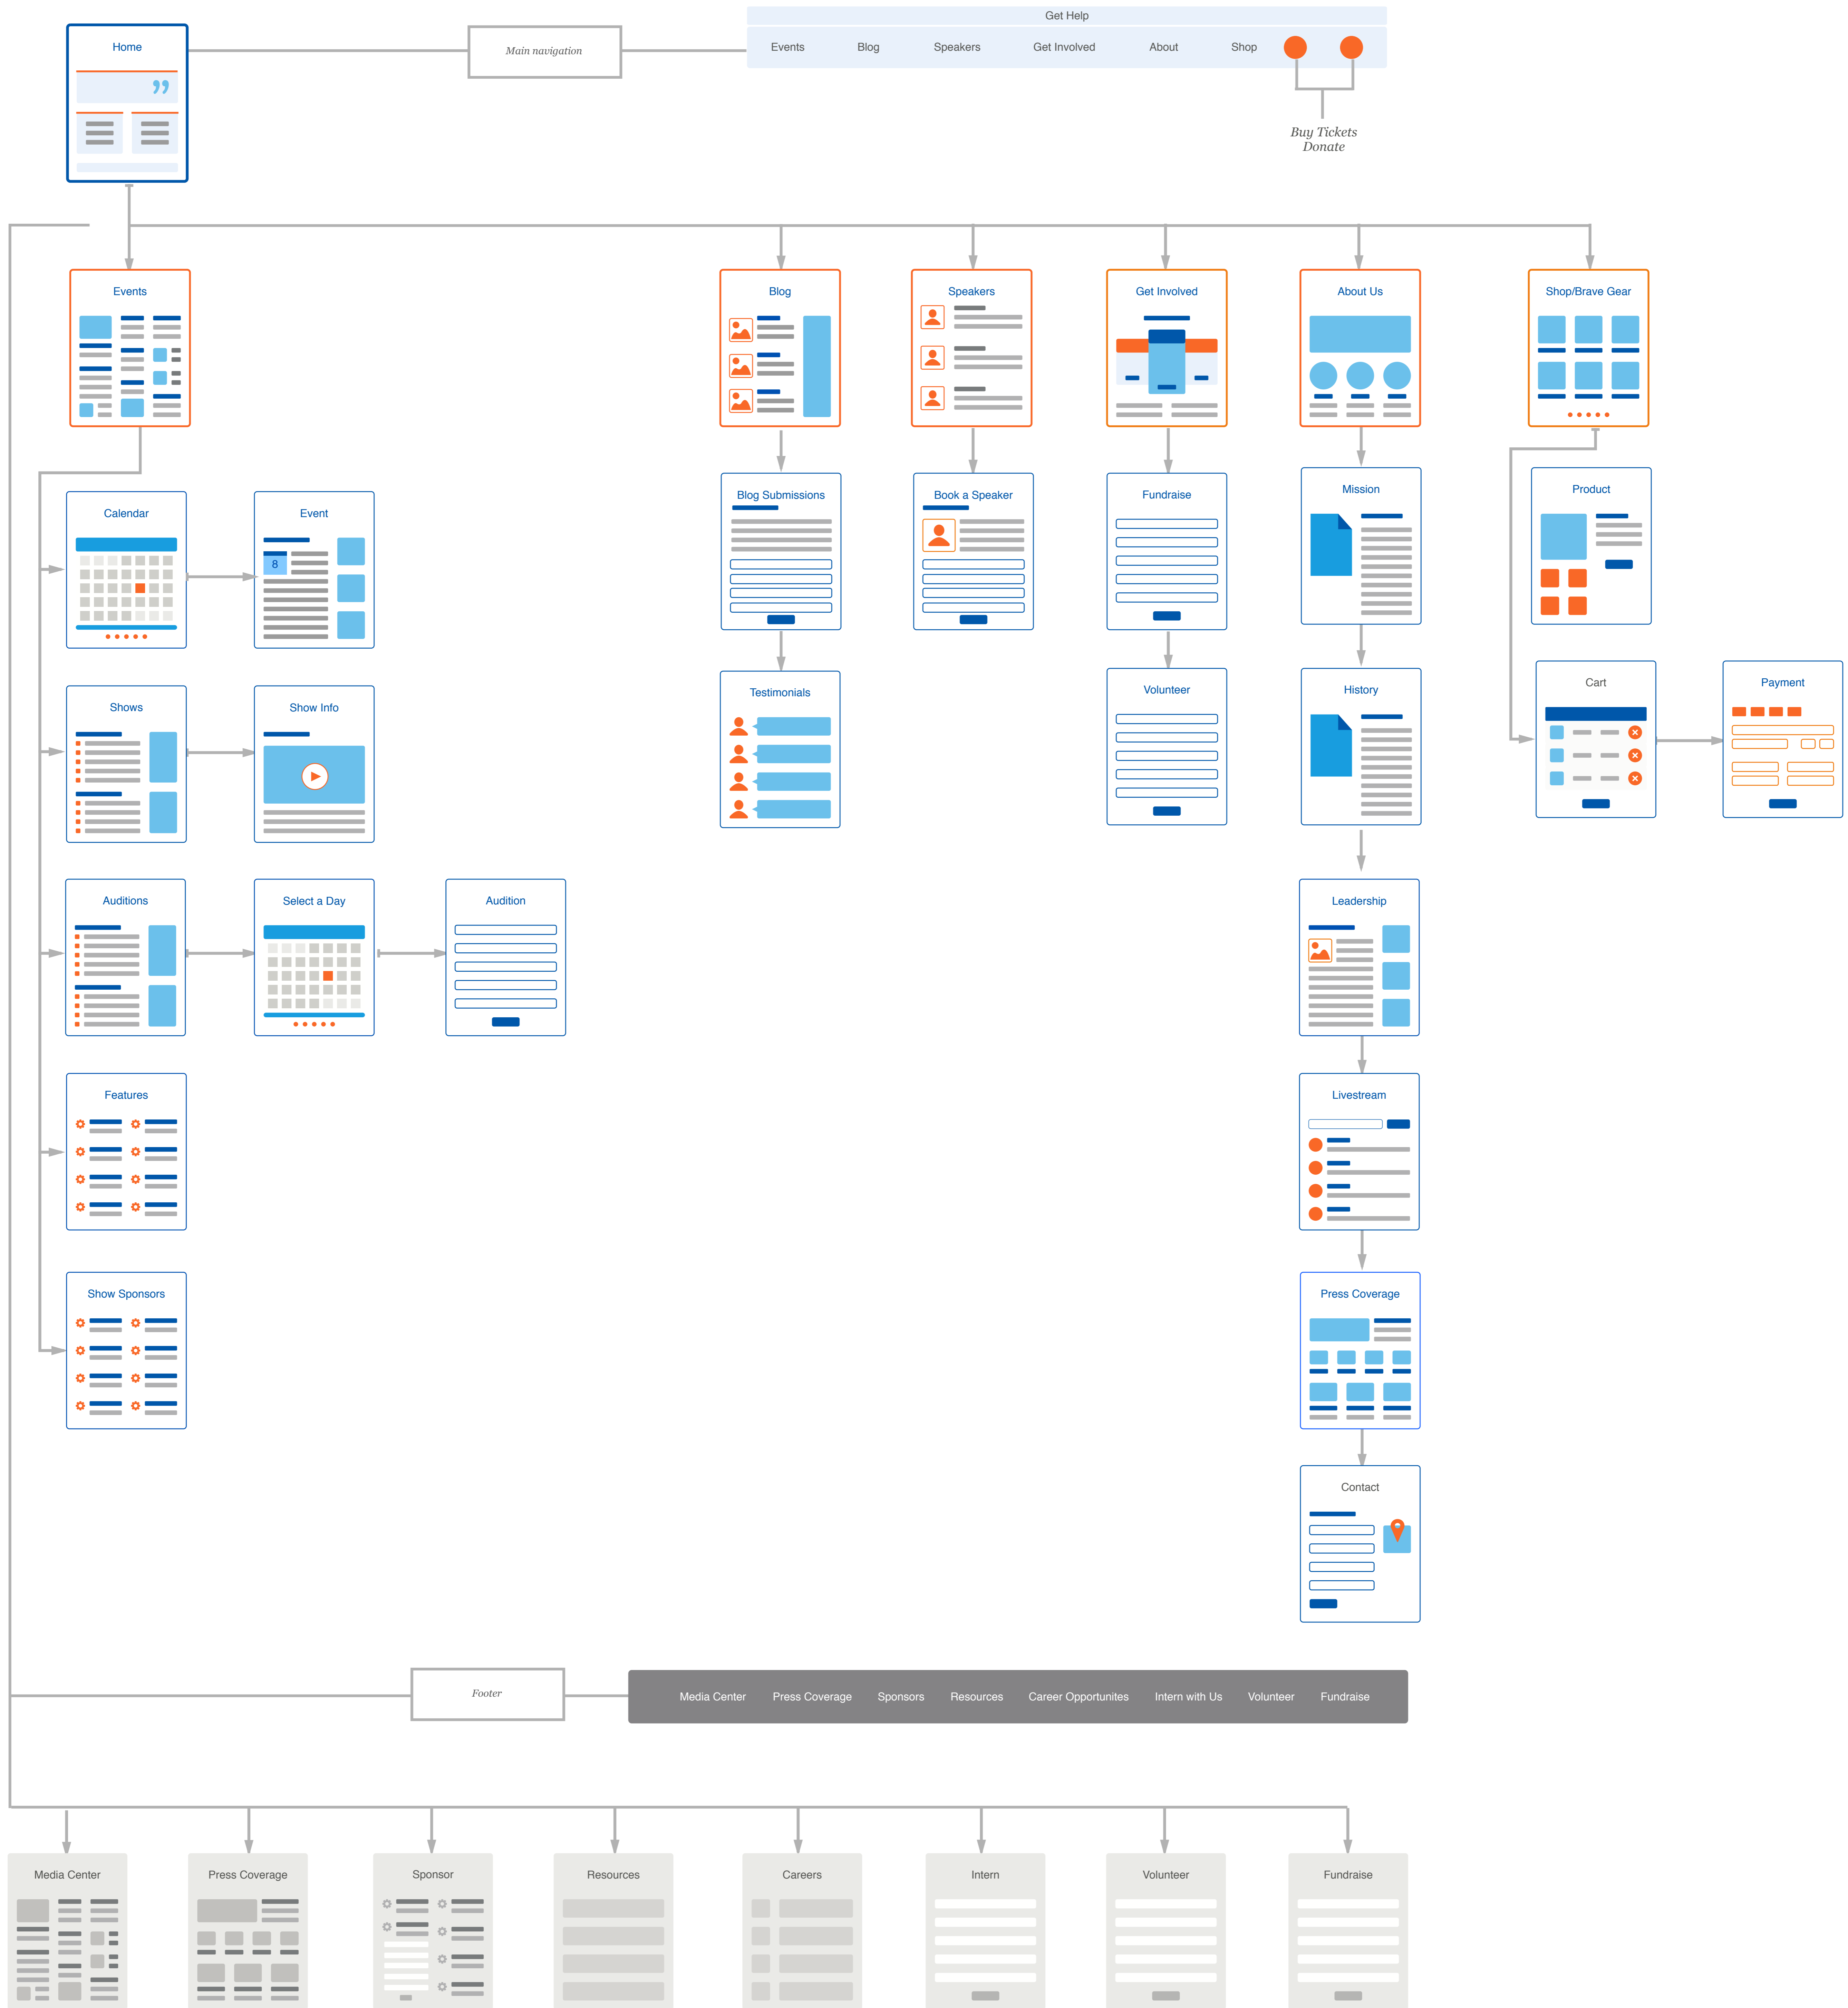 Get Help
Home
Main navigation
Events Blog Speakers Get Involved About Shop
Buy Tickets
Donate
Events
Blog
Speakers
Get Involved
About Us
Shop/Brave Gear
Calendar
Event
8
Blog Submissions
Book a Speaker
Fundraise
Mission
Product
Shows
Show Info
Testimonials
Volunteer
History
Cart
Payment
Auditions
Select a Day
Audition
Leadership
Features
Livestream
Show Sponsors
Press Coverage
Contact
Footer
Media Center Press Coverage Sponsors Resources Career Opportunites Intern with Us Volunteer Fundraise
Media Center
Press Coverage
Sponsor
Resources
Careers
Intern
Volunteer
Fundraise